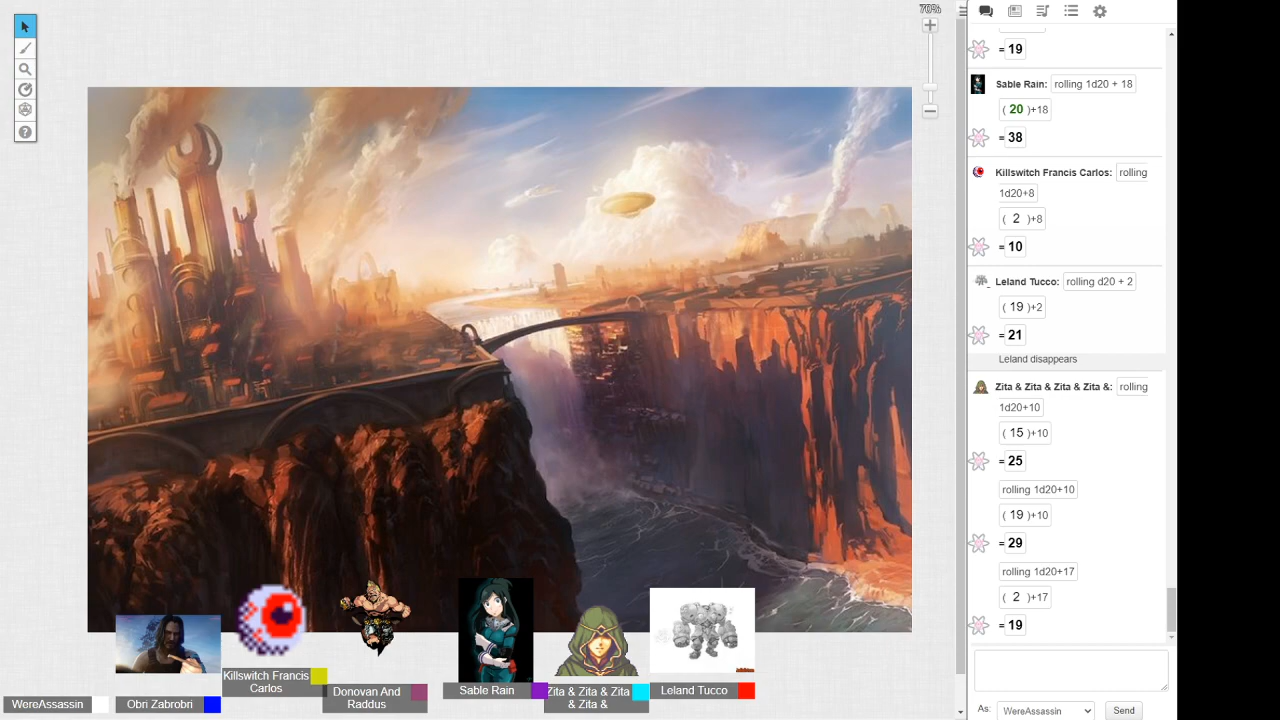 70%
= 19
Sable Rain: rolling 1d20 + 18
( 20 )+18
= 38
Killswitch Francis Carlos: rolling
1d20+8
( 2 )+8
= 10
Leland Tucco: rolling d20 + 2
( 19 )+2
= 21
Leland disappears
Zita & Zita & Zita & Zita &: rolling
1d20+10
( 15 )+10
= 25
rolling 1d20+10
( 19 )+10
= 29
rolling 1d20+17
( 2 )+17
= 19
As: WereAssassin Send
WereAssassin
Obri Zabrobri
Killswitch Francis
Carlos
Donovan And
Raddus
Sable Rain
Zita & Zita & Zita
& Zita &
Leland Tucco